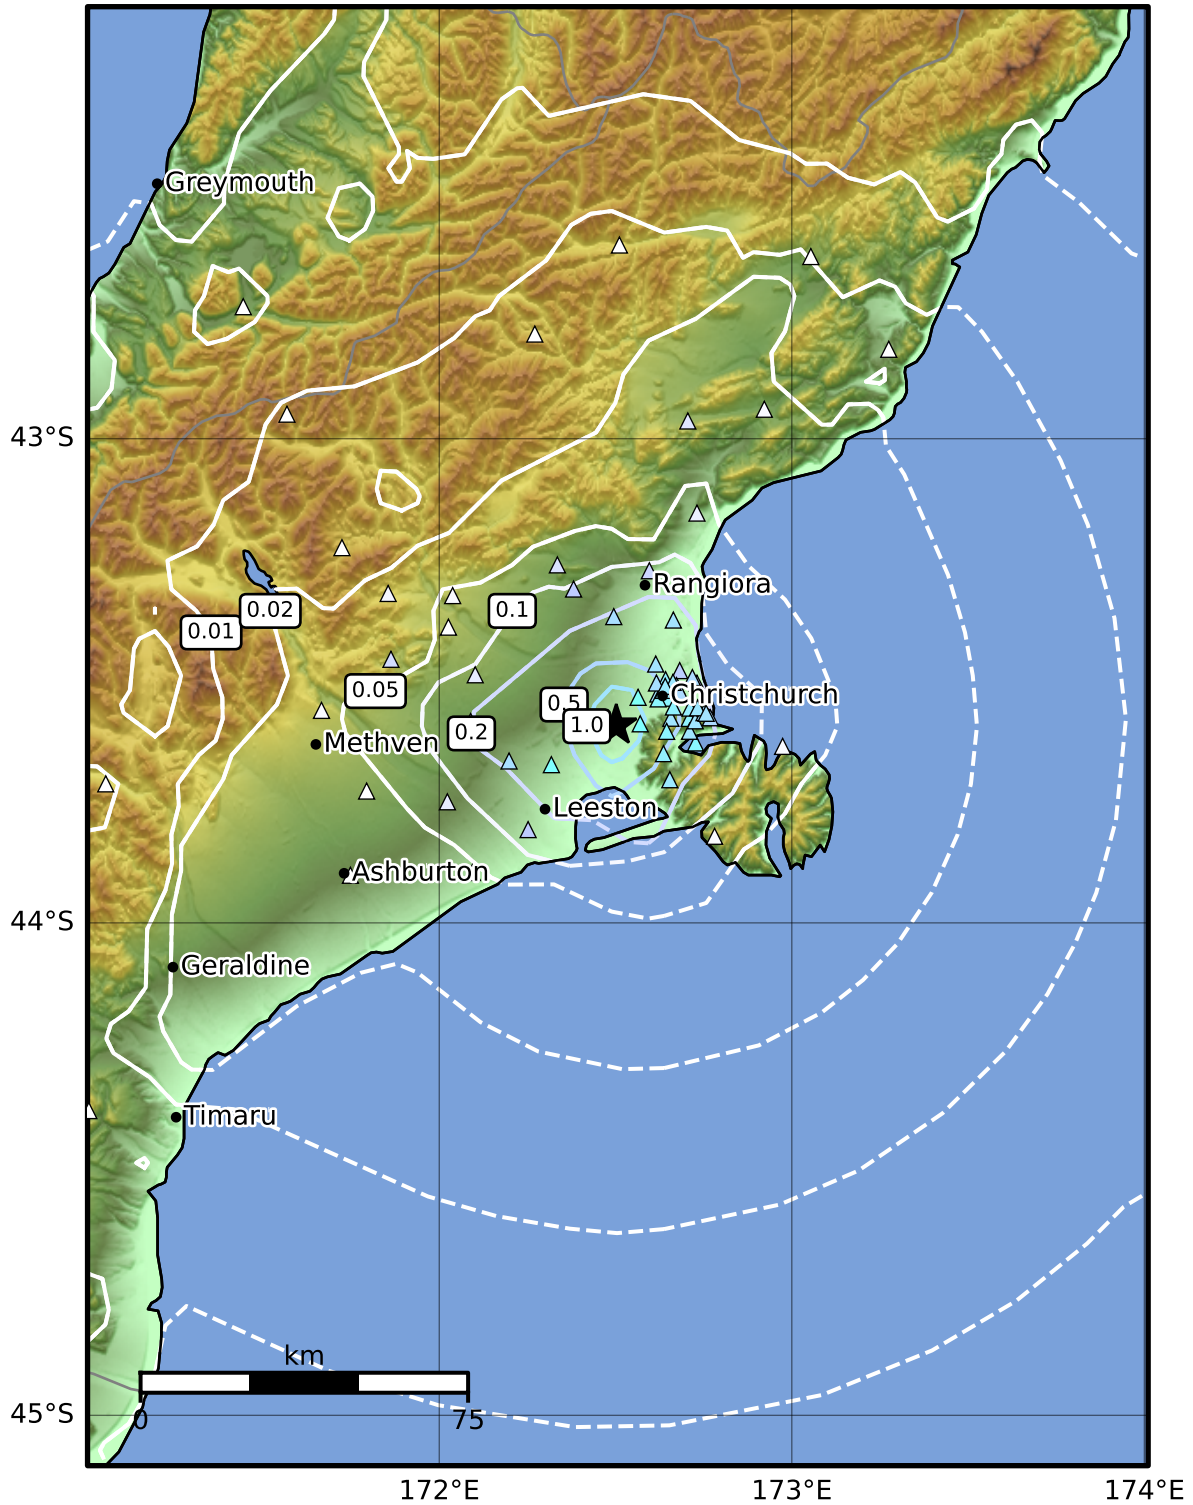 Greymouth
43°S
Rangiora
0.02
0.1
0.01
0.05
Christchurch
0.5
1.0
0.2
Methven
Leeston
Ashburton
44°S
Geraldine
Timaru
km
0
75
45°S
172°E
173°E
174°E